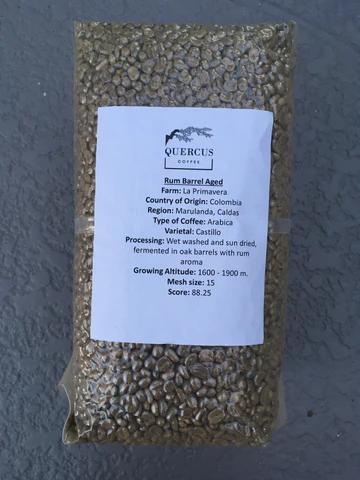 QUERCUS
COFFEE
Rum Barrel Aged
Farm: La Primavera
Country of Origin: Colombia
Region: Marulanda, Caldas
Type of Coffee: Arabica
Varietal: Castillo
Processing: Wet washed and sun dried,
fermented in oak barrels with rum
aroma
Growing Altitude: 1600 - 1900 m.
Mesh size: 15
Score: 88.25